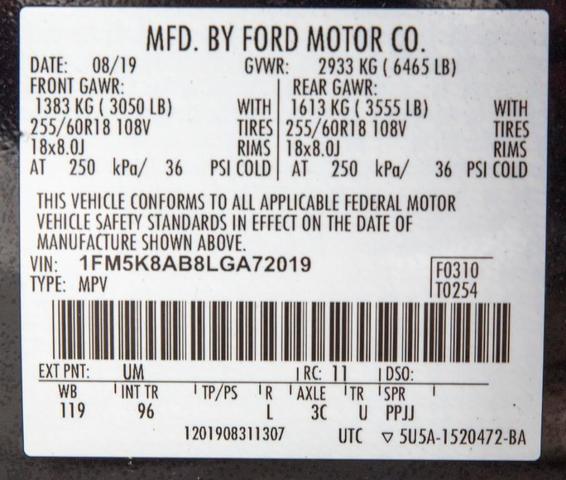 MFD. BY FORD MOTOR CO.
DATE: 08/19 GVWR: 2933 KG ( 6465 LB)
FRONT GAWR: REAR GAWR:
1383 KG ( 3050 LB) WITH 1613 KG ( 3555 LB) WITH
255/60R18 108V TIRES 255/60R18 108V TIRES
18x8.0J RIMS 18x8.0J RIMS
AT 250 kPa/ 36 PSI COLD AT 250 kPa/ 36 PSI COLD
THIS VEHICLE CONFORMS TO ALL APPLICABLE FEDERAL MOTOR
VEHICLE SAFETY STANDARDS IN EFFECT ON THE DATE OF
MANUFACTURE SHOWN ABOVE.
VIN: 1FM5K8AB8LGA72019 F0310
TYPE: MPV T0254
EXT PNT: UM RC: 11 DSO:
WB INT TR TP/PS R AXLE TR SPR
119 96 L 3C U PPJJ
1201908311307 UTC ▽ 5U5A-1520472-BA